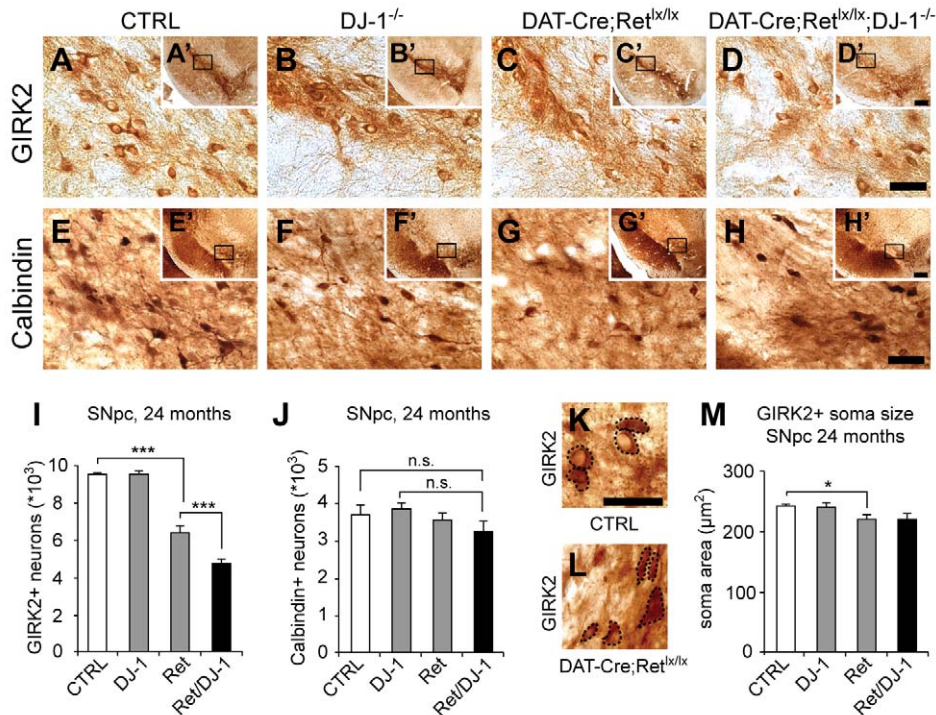 CTRL DJ-1-/- DAT-Cre;Retlx/lx DAT-Cre;Retlx/lx;DJ-1-/-
GIRK2
A A' B B' C C' D D'
Calbindin
E E' F F' G G' H H'
I SNpc, 24 months
GIRK2+ neurons (*10³)
10
8
6
4
2
0
***
***
CTRL DJ-1 Ret Ret/DJ-1
J SNpc, 24 months
Calbindin+ neurons (*10³)
6
5
4
3
2
1
0
n.s.
n.s.
CTRL DJ-1 Ret Ret/DJ-1
K
GIRK2
CTRL
L
GIRK2
DAT-Cre;Retlx/lx
M GIRK2+ soma size
SNpc 24 months
soma area (µm²)
300
200
100
0
*
CTRL DJ-1 Ret Ret/DJ-1